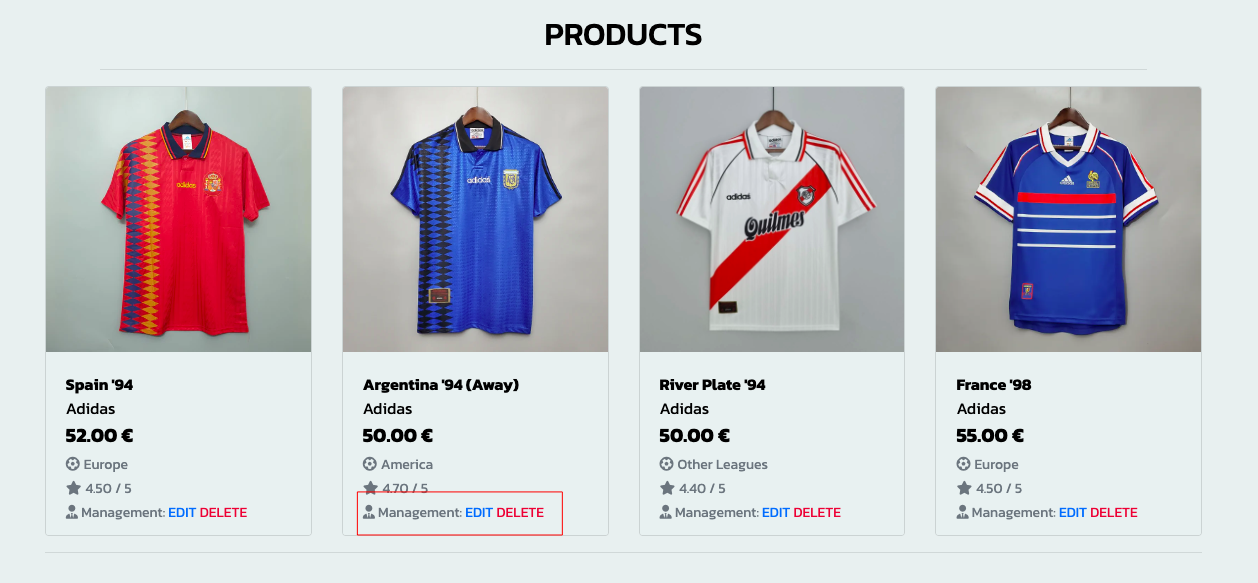 PRODUCTS
adidas
adidas
adidas
Quilmes
Spain '94
Adidas
52.00 €
Europe
4.50 / 5
Management: EDIT DELETE
Argentina '94 (Away)
Adidas
50.00 €
America
4.70 / 5
Management: EDIT DELETE
River Plate '94
Adidas
50.00 €
Other Leagues
4.40 / 5
Management: EDIT DELETE
France '98
Adidas
55.00 €
Europe
4.50 / 5
Management: EDIT DELETE